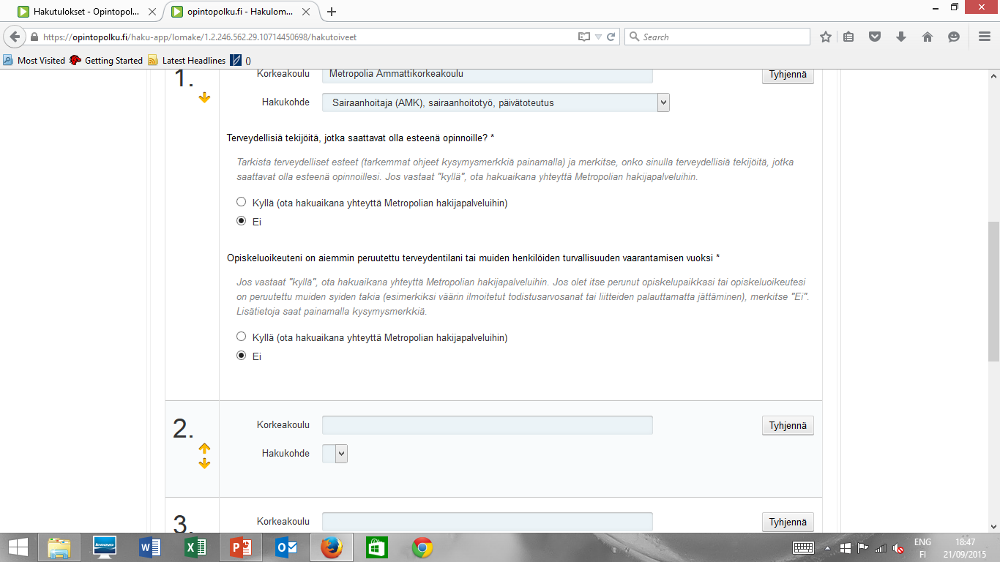 Hakutulokset - Opintopol...
opintopolku.fi - Hakulom...
https://opintopolku.fi/haku-app/lomake/1.2.246.562.29.10714450698/hakutoiveet
Search
Most Visited
Getting Started
Latest Headlines
()
1.
Korkeakoulu
Metropolia Ammattikorkeakoulu
Tyhjennä
Hakukohde
Sairaanhoitaja (AMK), sairaanhoitotyö, päivätoteutus
Terveydellisiä tekijöitä, jotka saattavat olla esteenä opinnoille? *
Tarkista terveydelliset esteet (tarkemmat ohjeet kysymysmerkkiä painamalla) ja merkitse, onko sinulla terveydellisiä tekijöitä, jotka
saattavat olla esteenä opinnoillesi. Jos vastaat "kyllä", ota hakuaikana yhteyttä Metropolian hakijapalveluihin.
Kyllä (ota hakuaikana yhteyttä Metropolian hakijapalveluihin)
Ei
Opiskeluoikeuteni on aiemmin peruutettu terveydentilani tai muiden henkilöiden turvallisuuden vaarantamisen vuoksi *
Jos vastaat "kyllä", ota hakuaikana yhteyttä Metropolian hakijapalveluihin. Jos olet itse perunut opiskelupaikkasi tai opiskeluoikeutesi
on peruutettu muiden syiden takia (esimerkiksi väärin ilmoitetut todistusarvosanat tai liitteiden palauttamatta jättäminen), merkitse "Ei".
Lisätietoja saat painamalla kysymysmerkkiä.
Kyllä (ota hakuaikana yhteyttä Metropolian hakijapalveluihin)
Ei
2.
Korkeakoulu
Tyhjennä
Hakukohde
3.
Korkeakoulu
Tyhjennä
lenovo
ENG
FI
18:47
21/09/2015